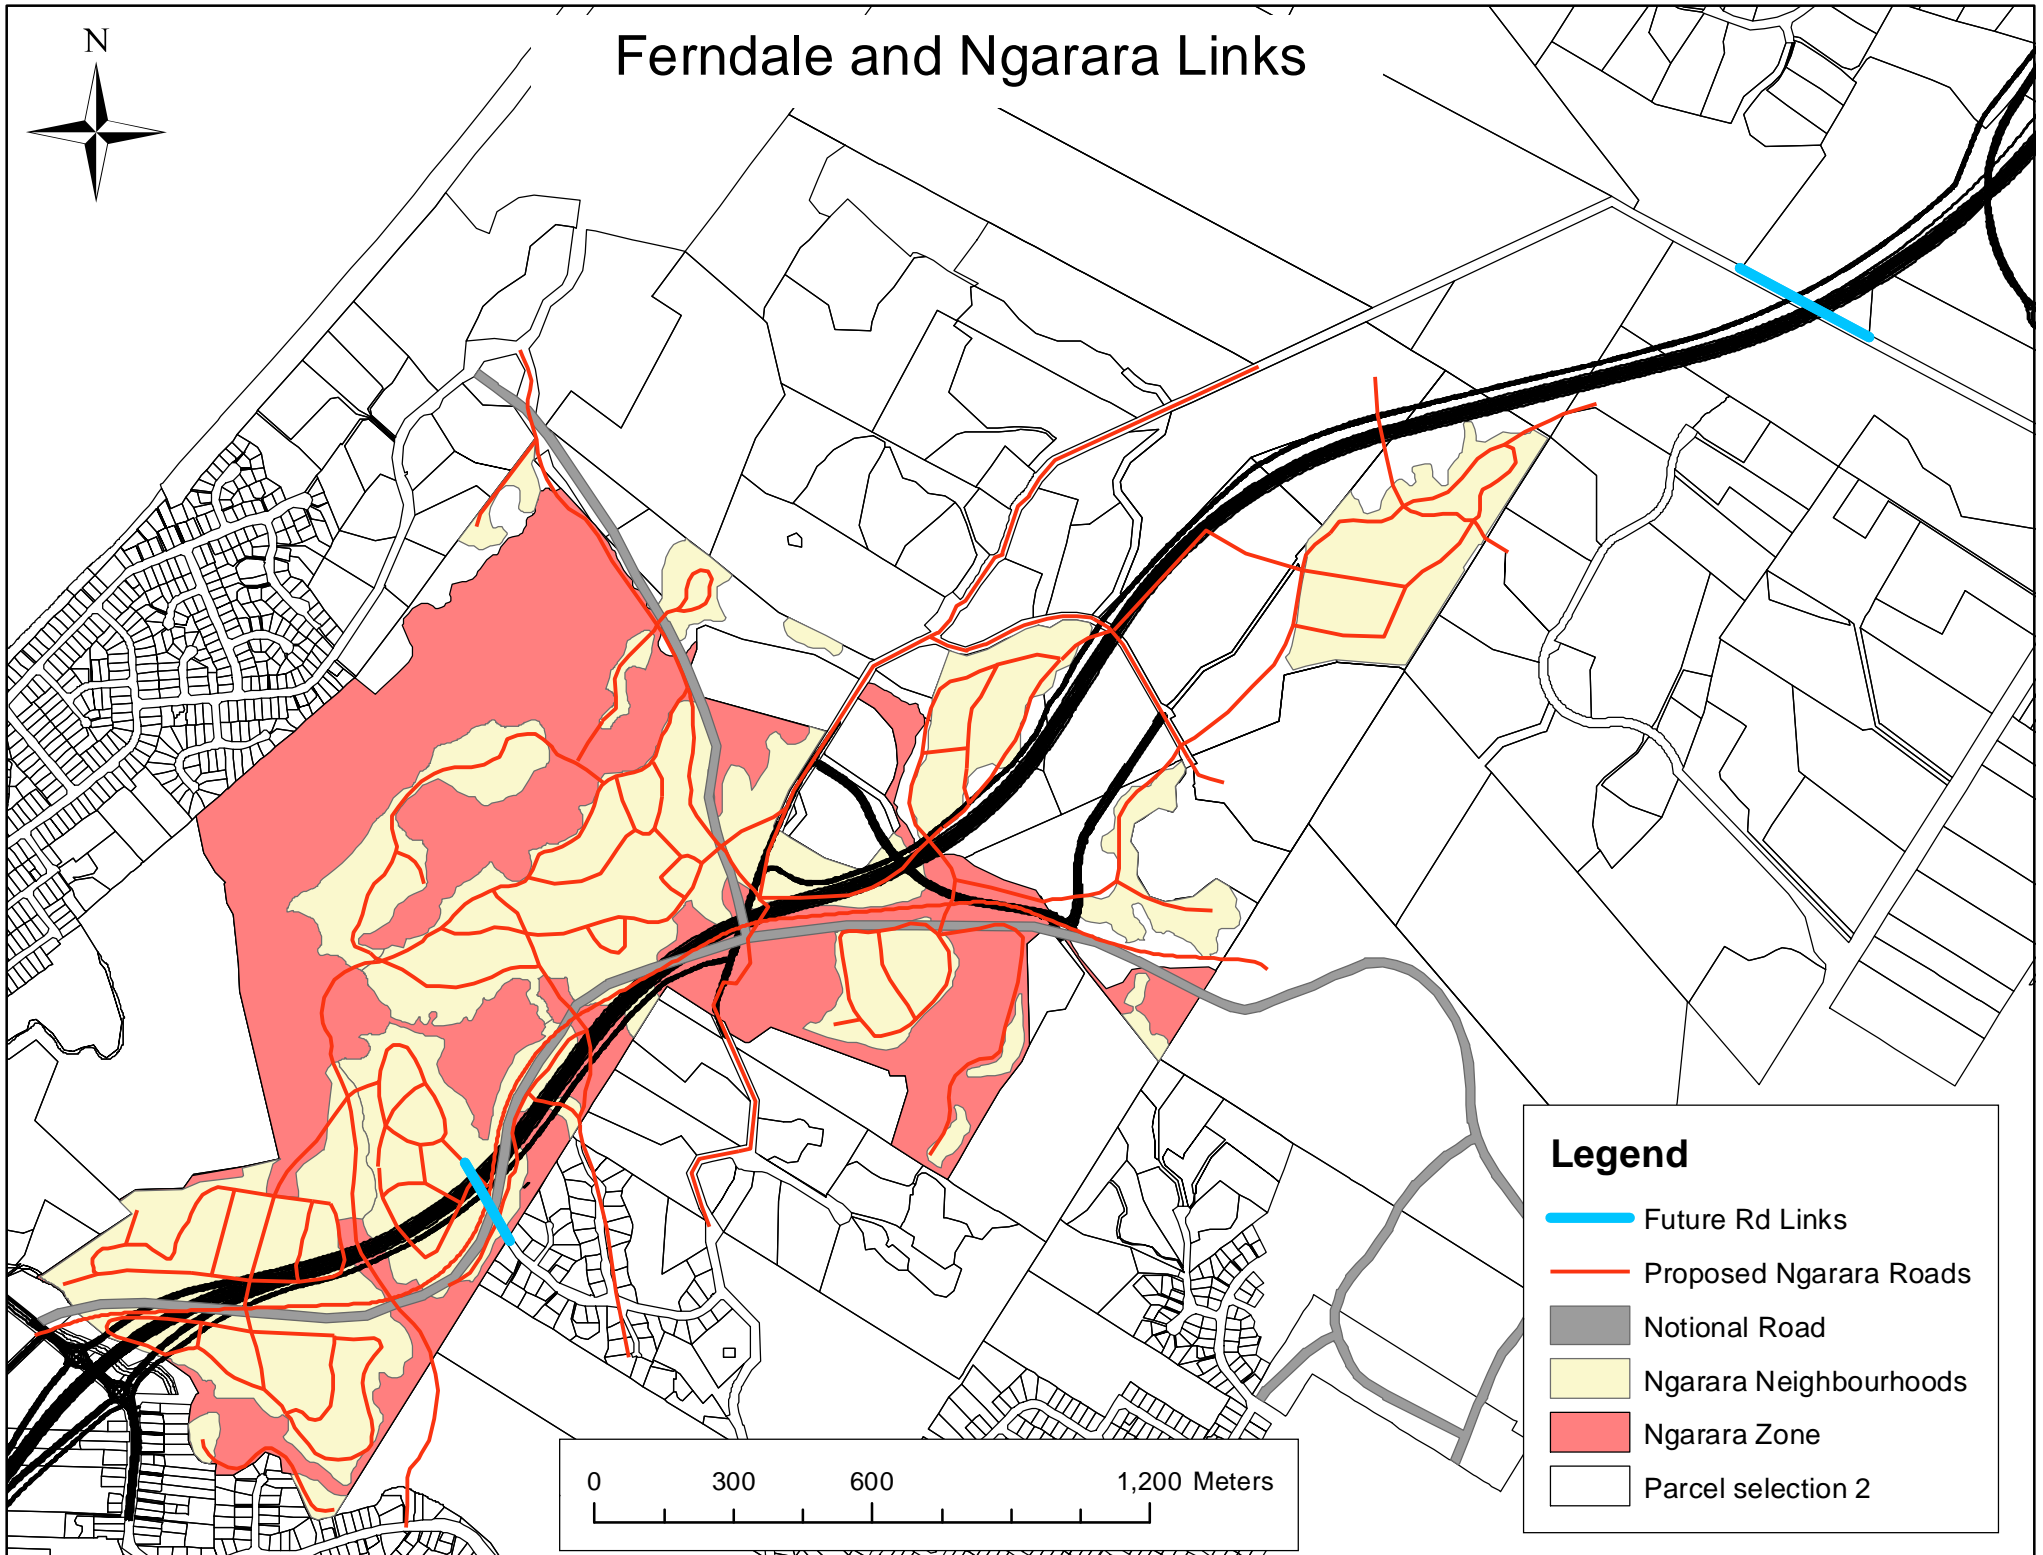 N
Ferndale and Ngarara Links
Legend
Future Rd Links
Proposed Ngarara Roads
Notional Road
Ngarara Neighbourhoods
Ngarara Zone
Parcel selection 2
0 300 600 1,200 Meters